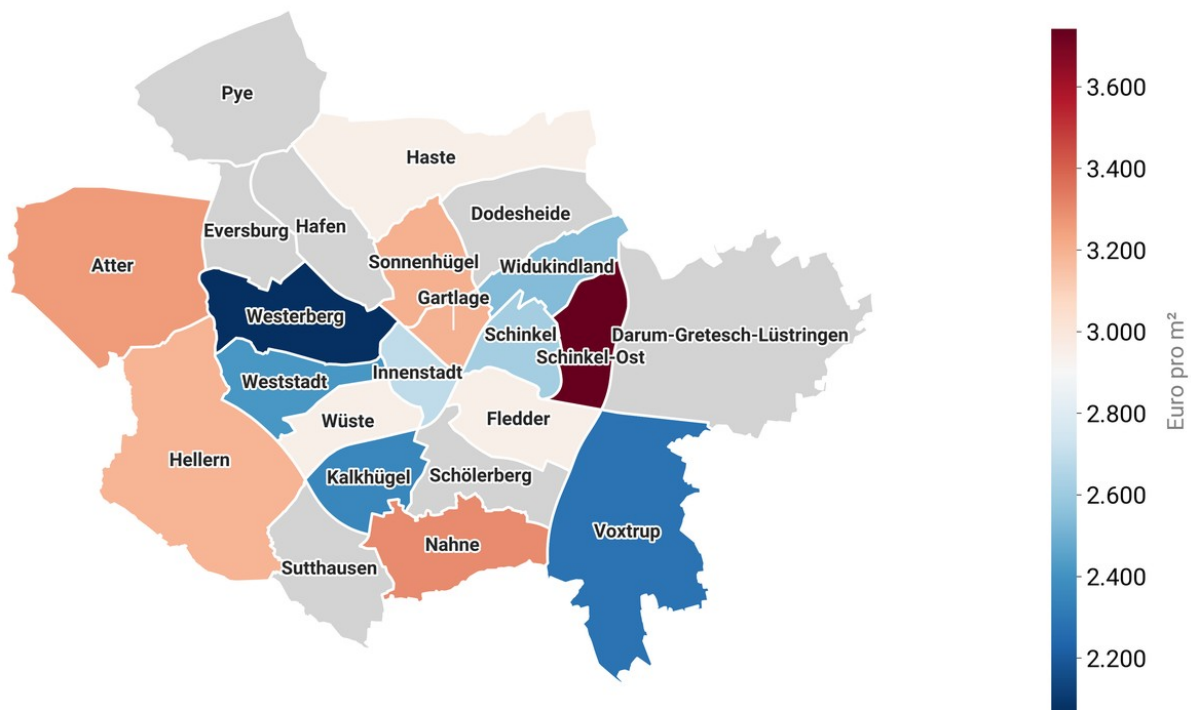 Pye
Haste
Dodesheide
Eversburg
Hafen
Sonnenhügel
Widukindland
Atter
Gartlage
Westerberg
Schinkel
Darum-Gretesch-Lüstringen
Schinkel-Ost
Innenstadt
Weststadt
Wüste
Fledder
Hellern
Kalkhügel
Schölerberg
Voxtrup
Nahne
Sutthausen
3.600
3.400
3.200
3.000
2.800
2.600
2.400
2.200
Euro pro m²